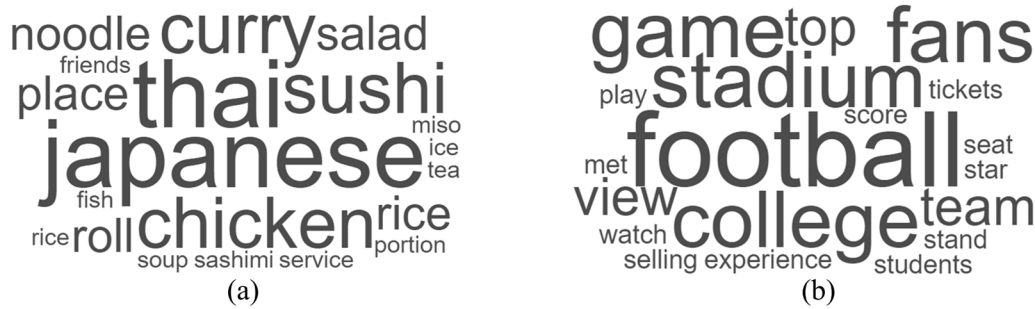 noodle curry salad
friends
place thai sushi
miso
japanese ice
tea
fish
chicken rice
rice roll portion
soup sashimi service
(a)
game top fans
stadium
play tickets
score
football seat
met star
view college team
watch stand
selling experience students
(b)